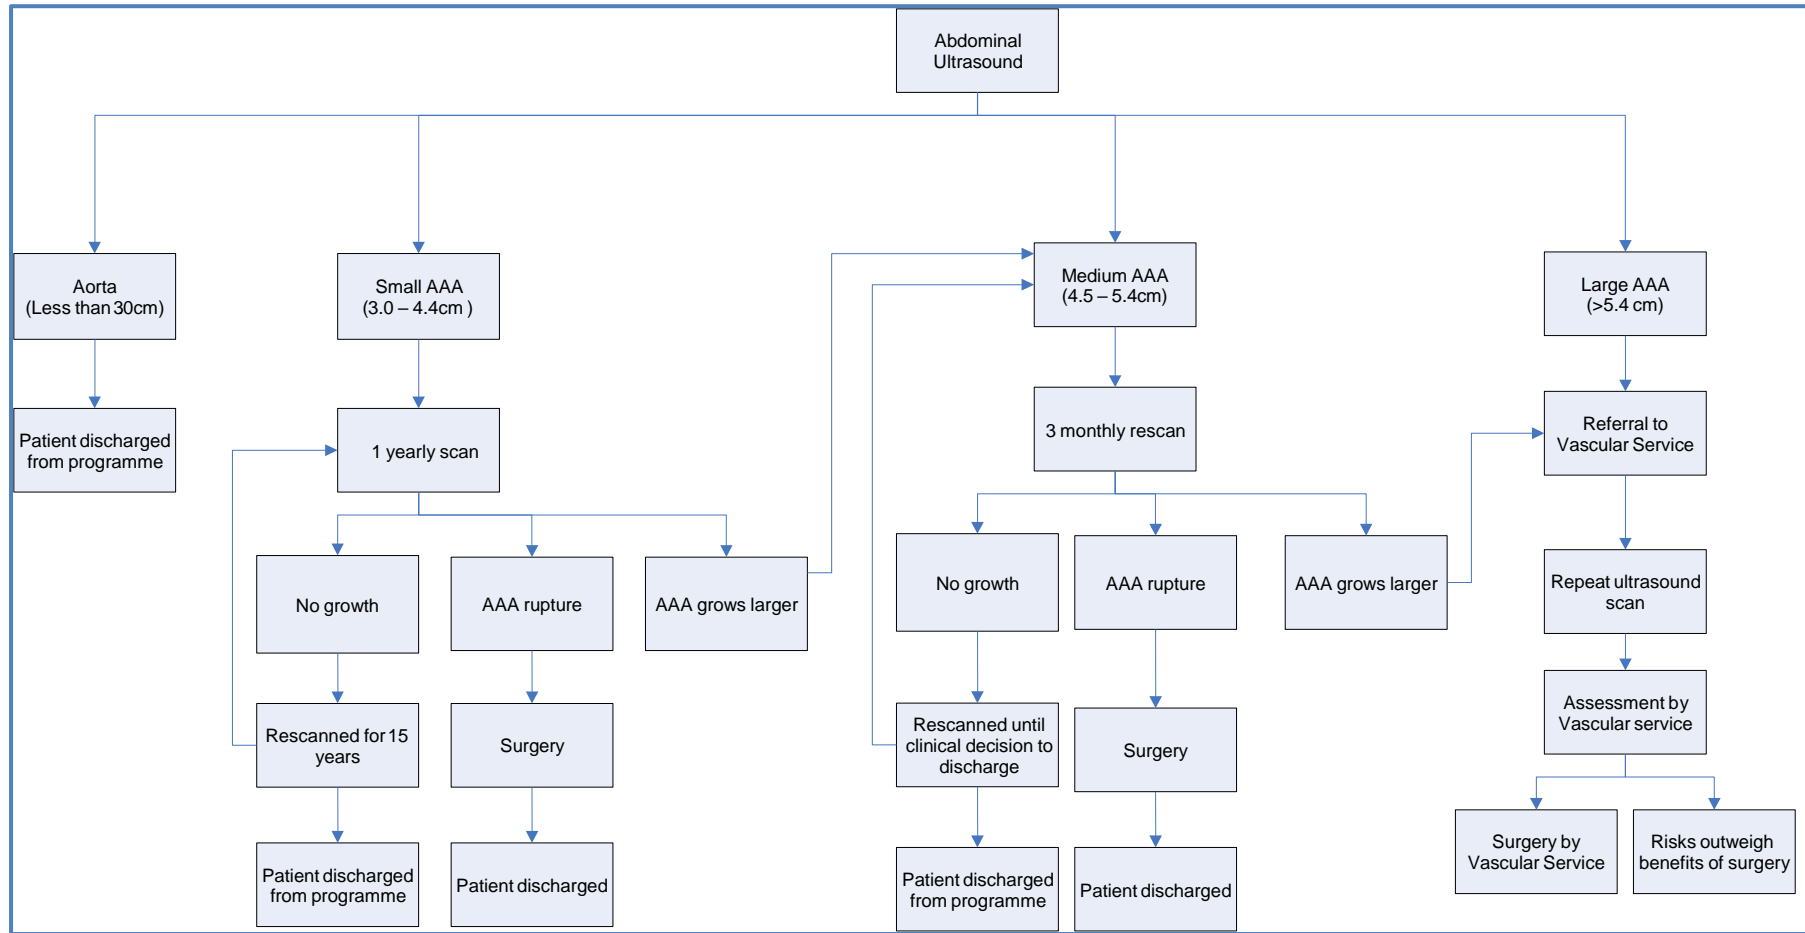 Abdominal
Ultrasound
Aorta
(Less than 30cm)
Small AAA
(3.0 – 4.4cm )
Medium AAA
(4.5 – 5.4cm)
Large AAA
(>5.4 cm)
Patient discharged
from programme
1 yearly scan
3 monthly rescan
Referral to
Vascular Service
No growth
AAA rupture
AAA grows larger
No growth
AAA rupture
AAA grows larger
Repeat ultrasound
scan
Rescanned for 15
years
Surgery
Rescanned until
clinical decision to
discharge
Surgery
Assessment by
Vascular service
Patient discharged
from programme
Patient discharged
Patient discharged
from programme
Patient discharged
Surgery by
Vascular Service
Risks outweigh
benefits of surgery